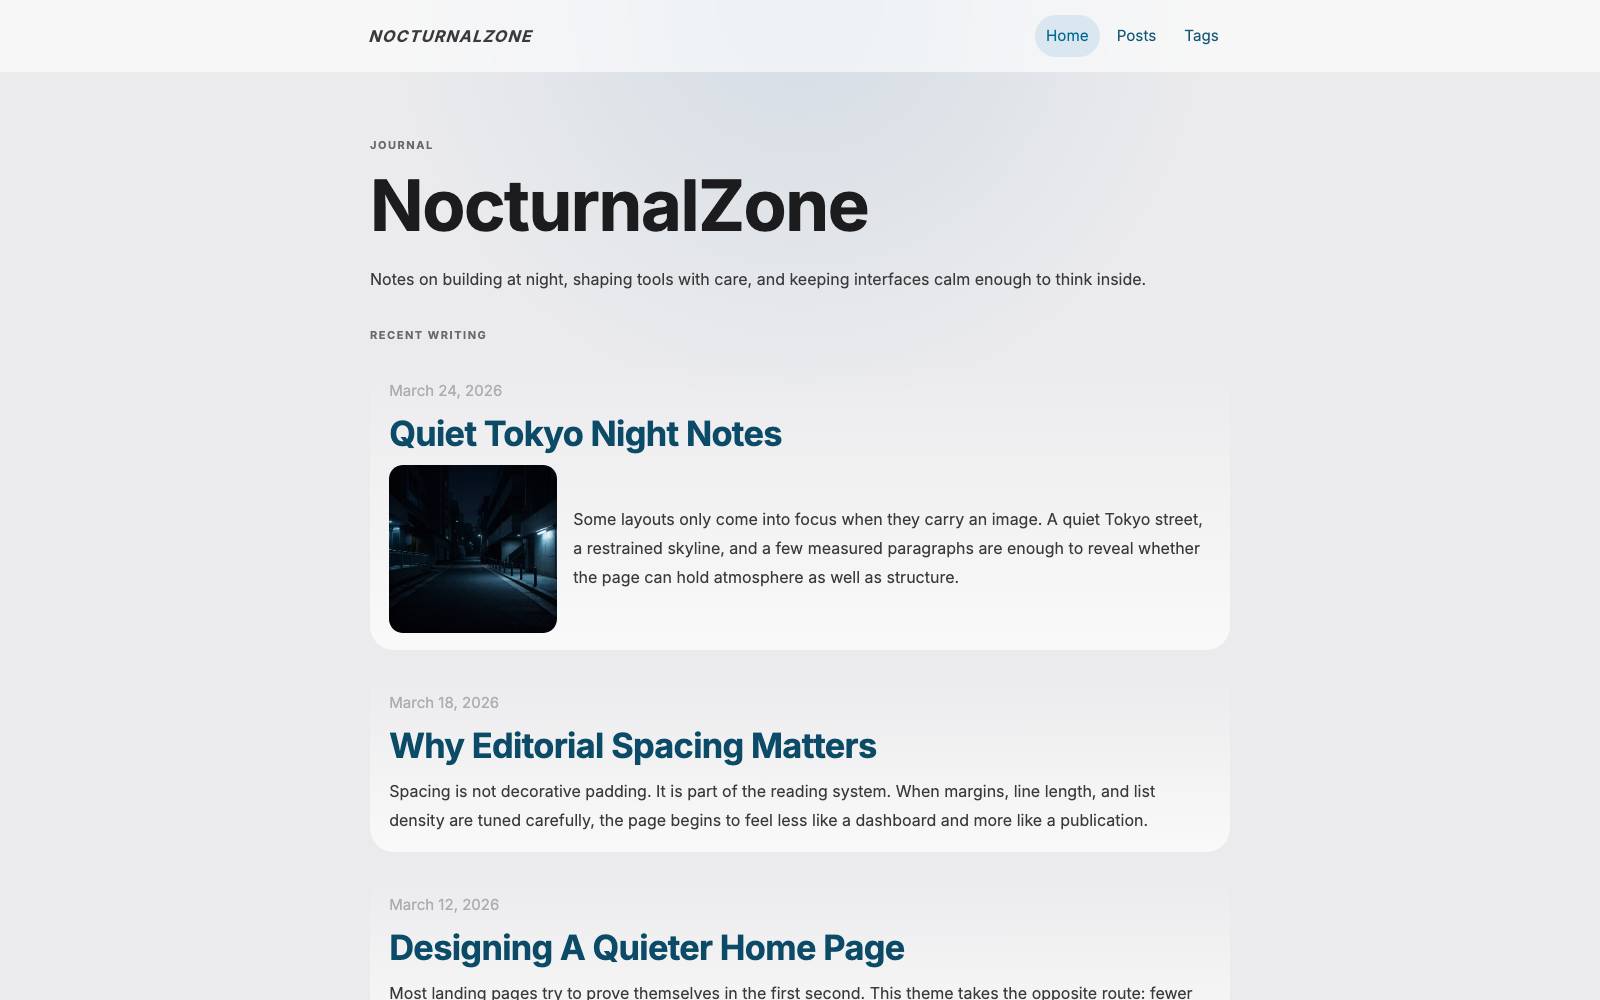 NOCTURNALZONE
Home
Posts
Tags
JOURNAL
NocturnalZone
Notes on building at night, shaping tools with care, and keeping interfaces calm enough to think inside.
RECENT WRITING
March 24, 2026
Quiet Tokyo Night Notes
Some layouts only come into focus when they carry an image. A quiet Tokyo street,
a restrained skyline, and a few measured paragraphs are enough to reveal whether
the page can hold atmosphere as well as structure.
March 18, 2026
Why Editorial Spacing Matters
Spacing is not decorative padding. It is part of the reading system. When margins, line length, and list
density are tuned carefully, the page begins to feel less like a dashboard and more like a publication.
March 12, 2026
Designing A Quieter Home Page
Most landing pages try to prove themselves in the first second. This theme takes the opposite route: fewer